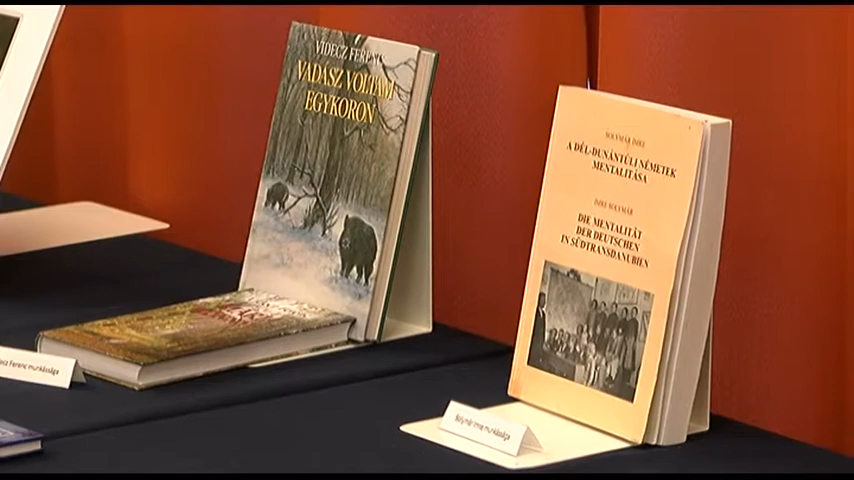 VIDECZ FERENC
VADÁSZ VOLTAM
EGYKORON
SOLYMÁR IMRE
A DÉL-DUNÁNTÚLI NÉMETEK
MENTALITÁSA
IMRE SOLYMÁR
DIE MENTALITÄT
DER DEUTSCHEN
IN SÜDTRANSDANUBIEN
Ferenc munkássága
Solymár Imre munkássága